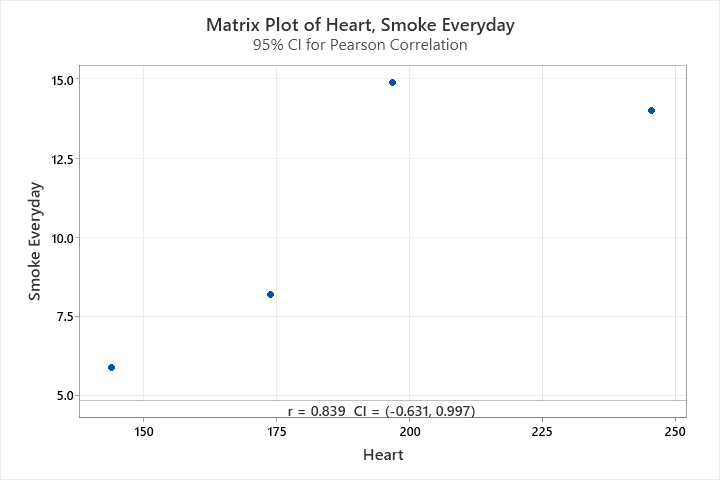 Matrix Plot of Heart, Smoke Everyday
95% CI for Pearson Correlation
Smoke Everyday
15.0
12.5
10.0
7.5
5.0
r = 0.839 CI = (-0.631, 0.997)
150 175 200 225 250
Heart